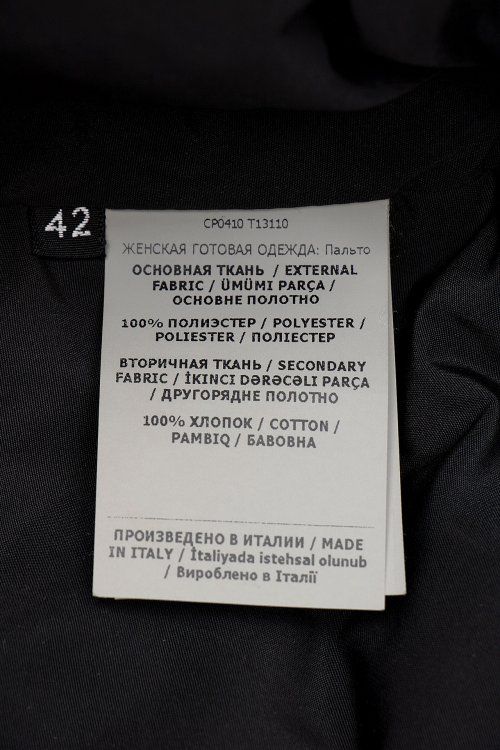 42
CP0410 T13110
ЖЕНСКАЯ ГОТОВАЯ ОДЕЖДА: Пальто
ОСНОВНАЯ ТКАНЬ / EXTERNAL
FABRIC / ÜMÜMI PARÇA /
ОСНОВНЕ ПОЛОТНО
100% ПОЛИЭСТЕР / POLYESTER /
POLIESTER / ПОЛІЕСТЕР
ВТОРИЧНАЯ ТКАНЬ / SECONDARY
FABRIC / İKINCI DƏRƏCƏLI PARÇA
/ ДРУГОРЯДНЕ ПОЛОТНО
100% ХЛОПОК / COTTON /
PAMBIQ / БАВОВНА
ПРОИЗВЕДЕНО В ИТАЛИИ / MADE
IN ITALY / İtaliyada istehsal olunub
/ Вироблено в Італії